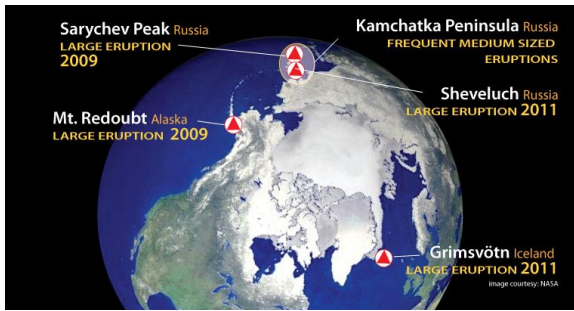 Sarychev Peak Russia
LARGE ERUPTION
2009
Kamchatka Peninsula Russia
FREQUENT MEDIUM SIZED
ERUPTIONS
Sheveluch Russia
LARGE ERUPTION 2011
Mt. Redoubt Alaska
LARGE ERUPTION 2009
Grimsvötn Iceland
LARGE ERUPTION 2011
image courtesy: NASA